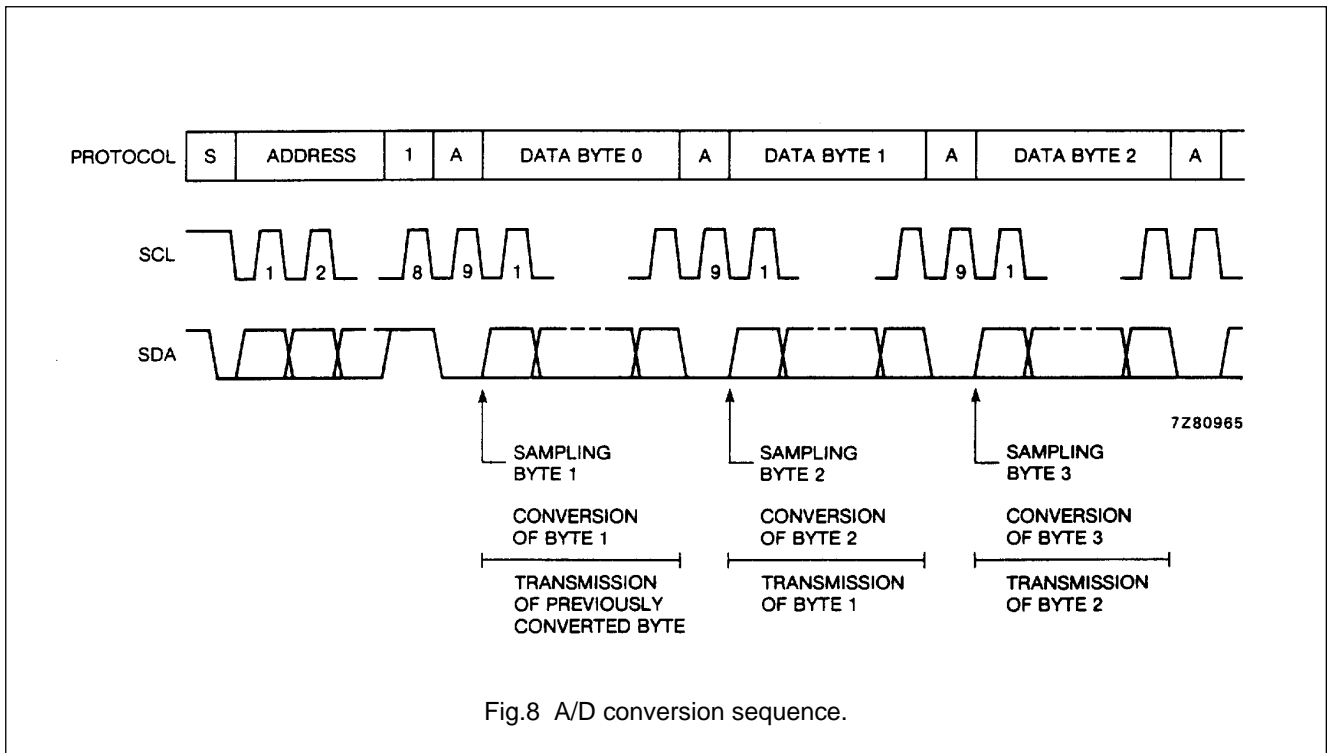 PROTOCOL S ADDRESS 1 A DATA BYTE 0 A DATA BYTE 1 A DATA BYTE 2 A
SCL 1 2 8 9 1 9 1 9 1
SDA
7Z80965
SAMPLING
BYTE 1
SAMPLING
BYTE 2
SAMPLING
BYTE 3
CONVERSION
OF BYTE 1
CONVERSION
OF BYTE 2
CONVERSION
OF BYTE 3
TRANSMISSION
OF PREVIOUSLY
CONVERTED BYTE
TRANSMISSION
OF BYTE 1
TRANSMISSION
OF BYTE 2
Fig.8 A/D conversion sequence.